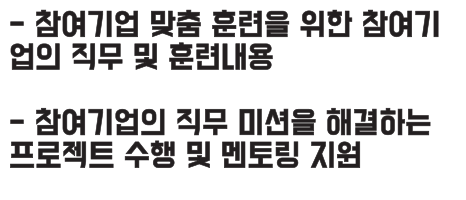 - 참여기업 맞춤 훈련을 위한 참여기
업의 직무 및 훈련내용
- 참여기업의 직무 미션을 해결하는
프로젝트 수행 및 멘토링 지원